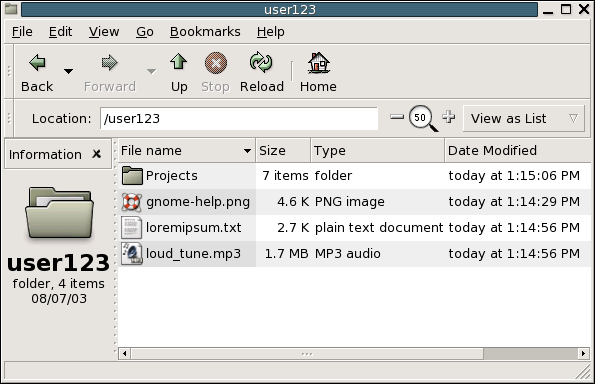 user123
File Edit View Go Bookmarks Help
Back Forward Up Stop Reload Home
Location: /user123 50 View as List
Information File name Size Type Date Modified
Projects 7 items folder today at 1:15:06 PM
gnome-help.png 4.6 K PNG image today at 1:14:29 PM
loremipsum.txt 2.7 K plain text document today at 1:14:56 PM
loud_tune.mp3 1.7 MB MP3 audio today at 1:14:56 PM
user123
folder, 4 items
08/07/03